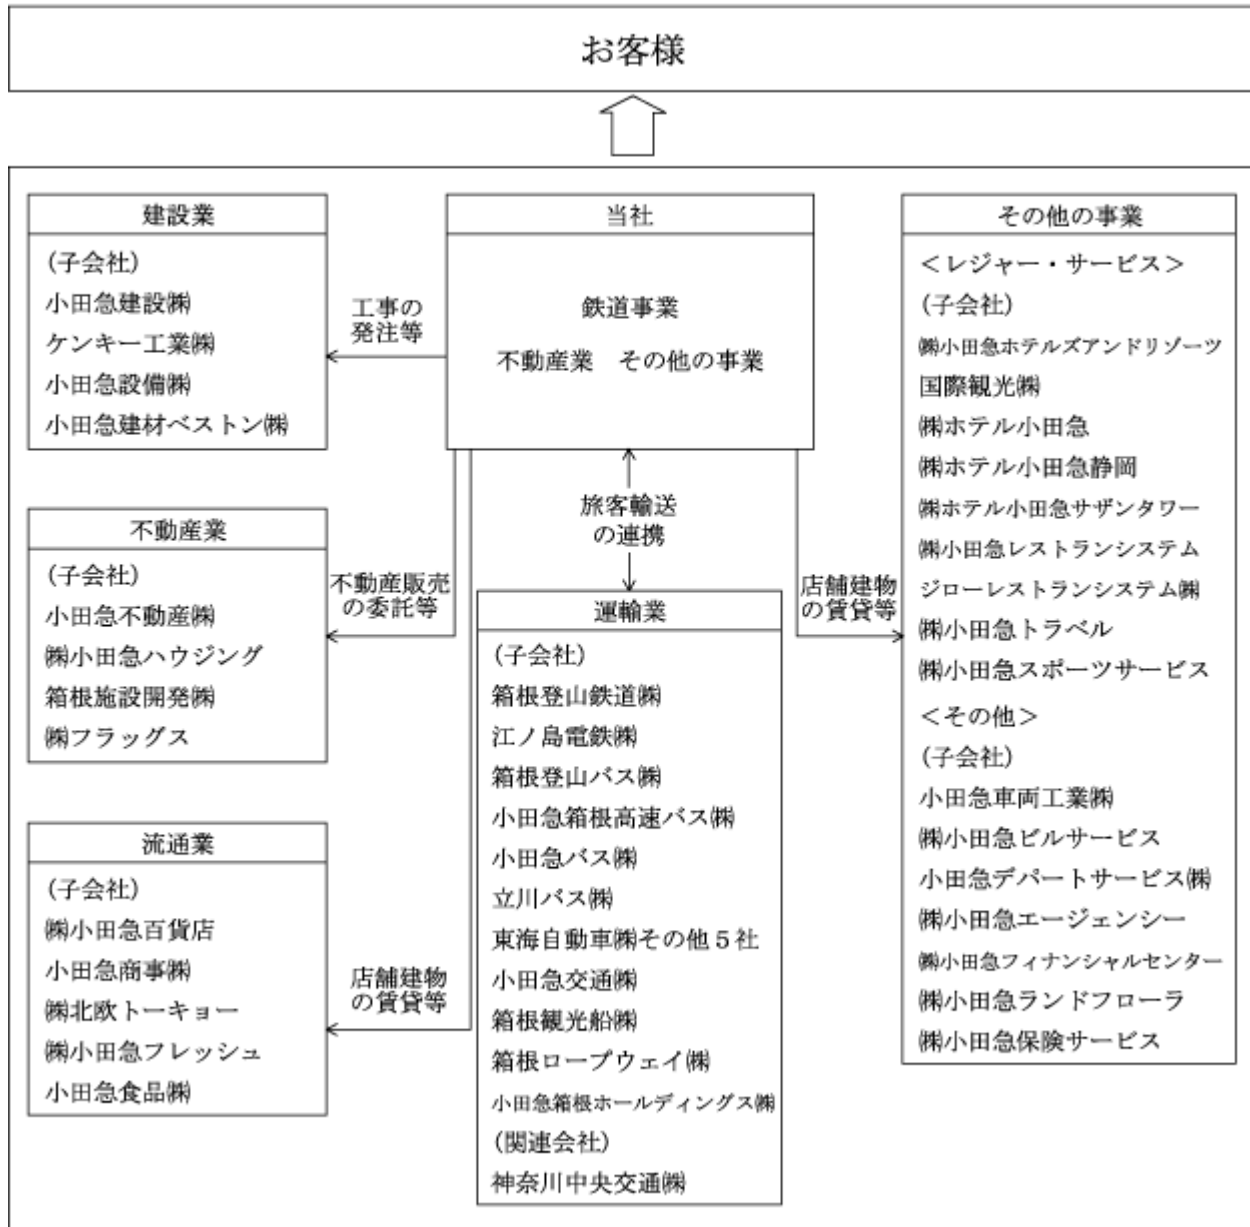 お客様
建設業
(子会社)
小田急建設㈱
ケンキー工業㈱
小田急設備㈱
小田急建材ベストン㈱
工事の
発注等
当社
鉄道事業
不動産業　その他の事業
不動産業
(子会社)
小田急不動産㈱
㈱小田急ハウジング
箱根施設開発㈱
㈱フラッグス
不動産販売
の委託等
流通業
(子会社)
㈱小田急百貨店
小田急商事㈱
㈱北欧トーキョー
㈱小田急フレッシュ
小田急食品㈱
店舗建物
の賃貸等
旅客輸送
の連携
運輸業
(子会社)
箱根登山鉄道㈱
江ノ島電鉄㈱
箱根登山バス㈱
小田急箱根高速バス㈱
小田急バス㈱
立川バス㈱
東海自動車㈱その他５社
小田急交通㈱
箱根観光船㈱
箱根ロープウェイ㈱
小田急箱根ホールディングス㈱
(関連会社)
神奈川中央交通㈱
店舗建物
の賃貸等
その他の事業
＜レジャー・サービス＞
(子会社)
㈱小田急ホテルズアンドリゾーツ
国際観光㈱
㈱ホテル小田急
㈱ホテル小田急静岡
㈱ホテル小田急サザンタワー
㈱小田急レストランシステム
ジローレストランシステム㈱
㈱小田急トラベル
㈱小田急スポーツサービス
＜その他＞
(子会社)
小田急車両工業㈱
㈱小田急ビルサービス
小田急デパートサービス㈱
㈱小田急エージェンシー
㈱小田急フィナンシャルセンター
㈱小田急ランドフローラ
㈱小田急保険サービス